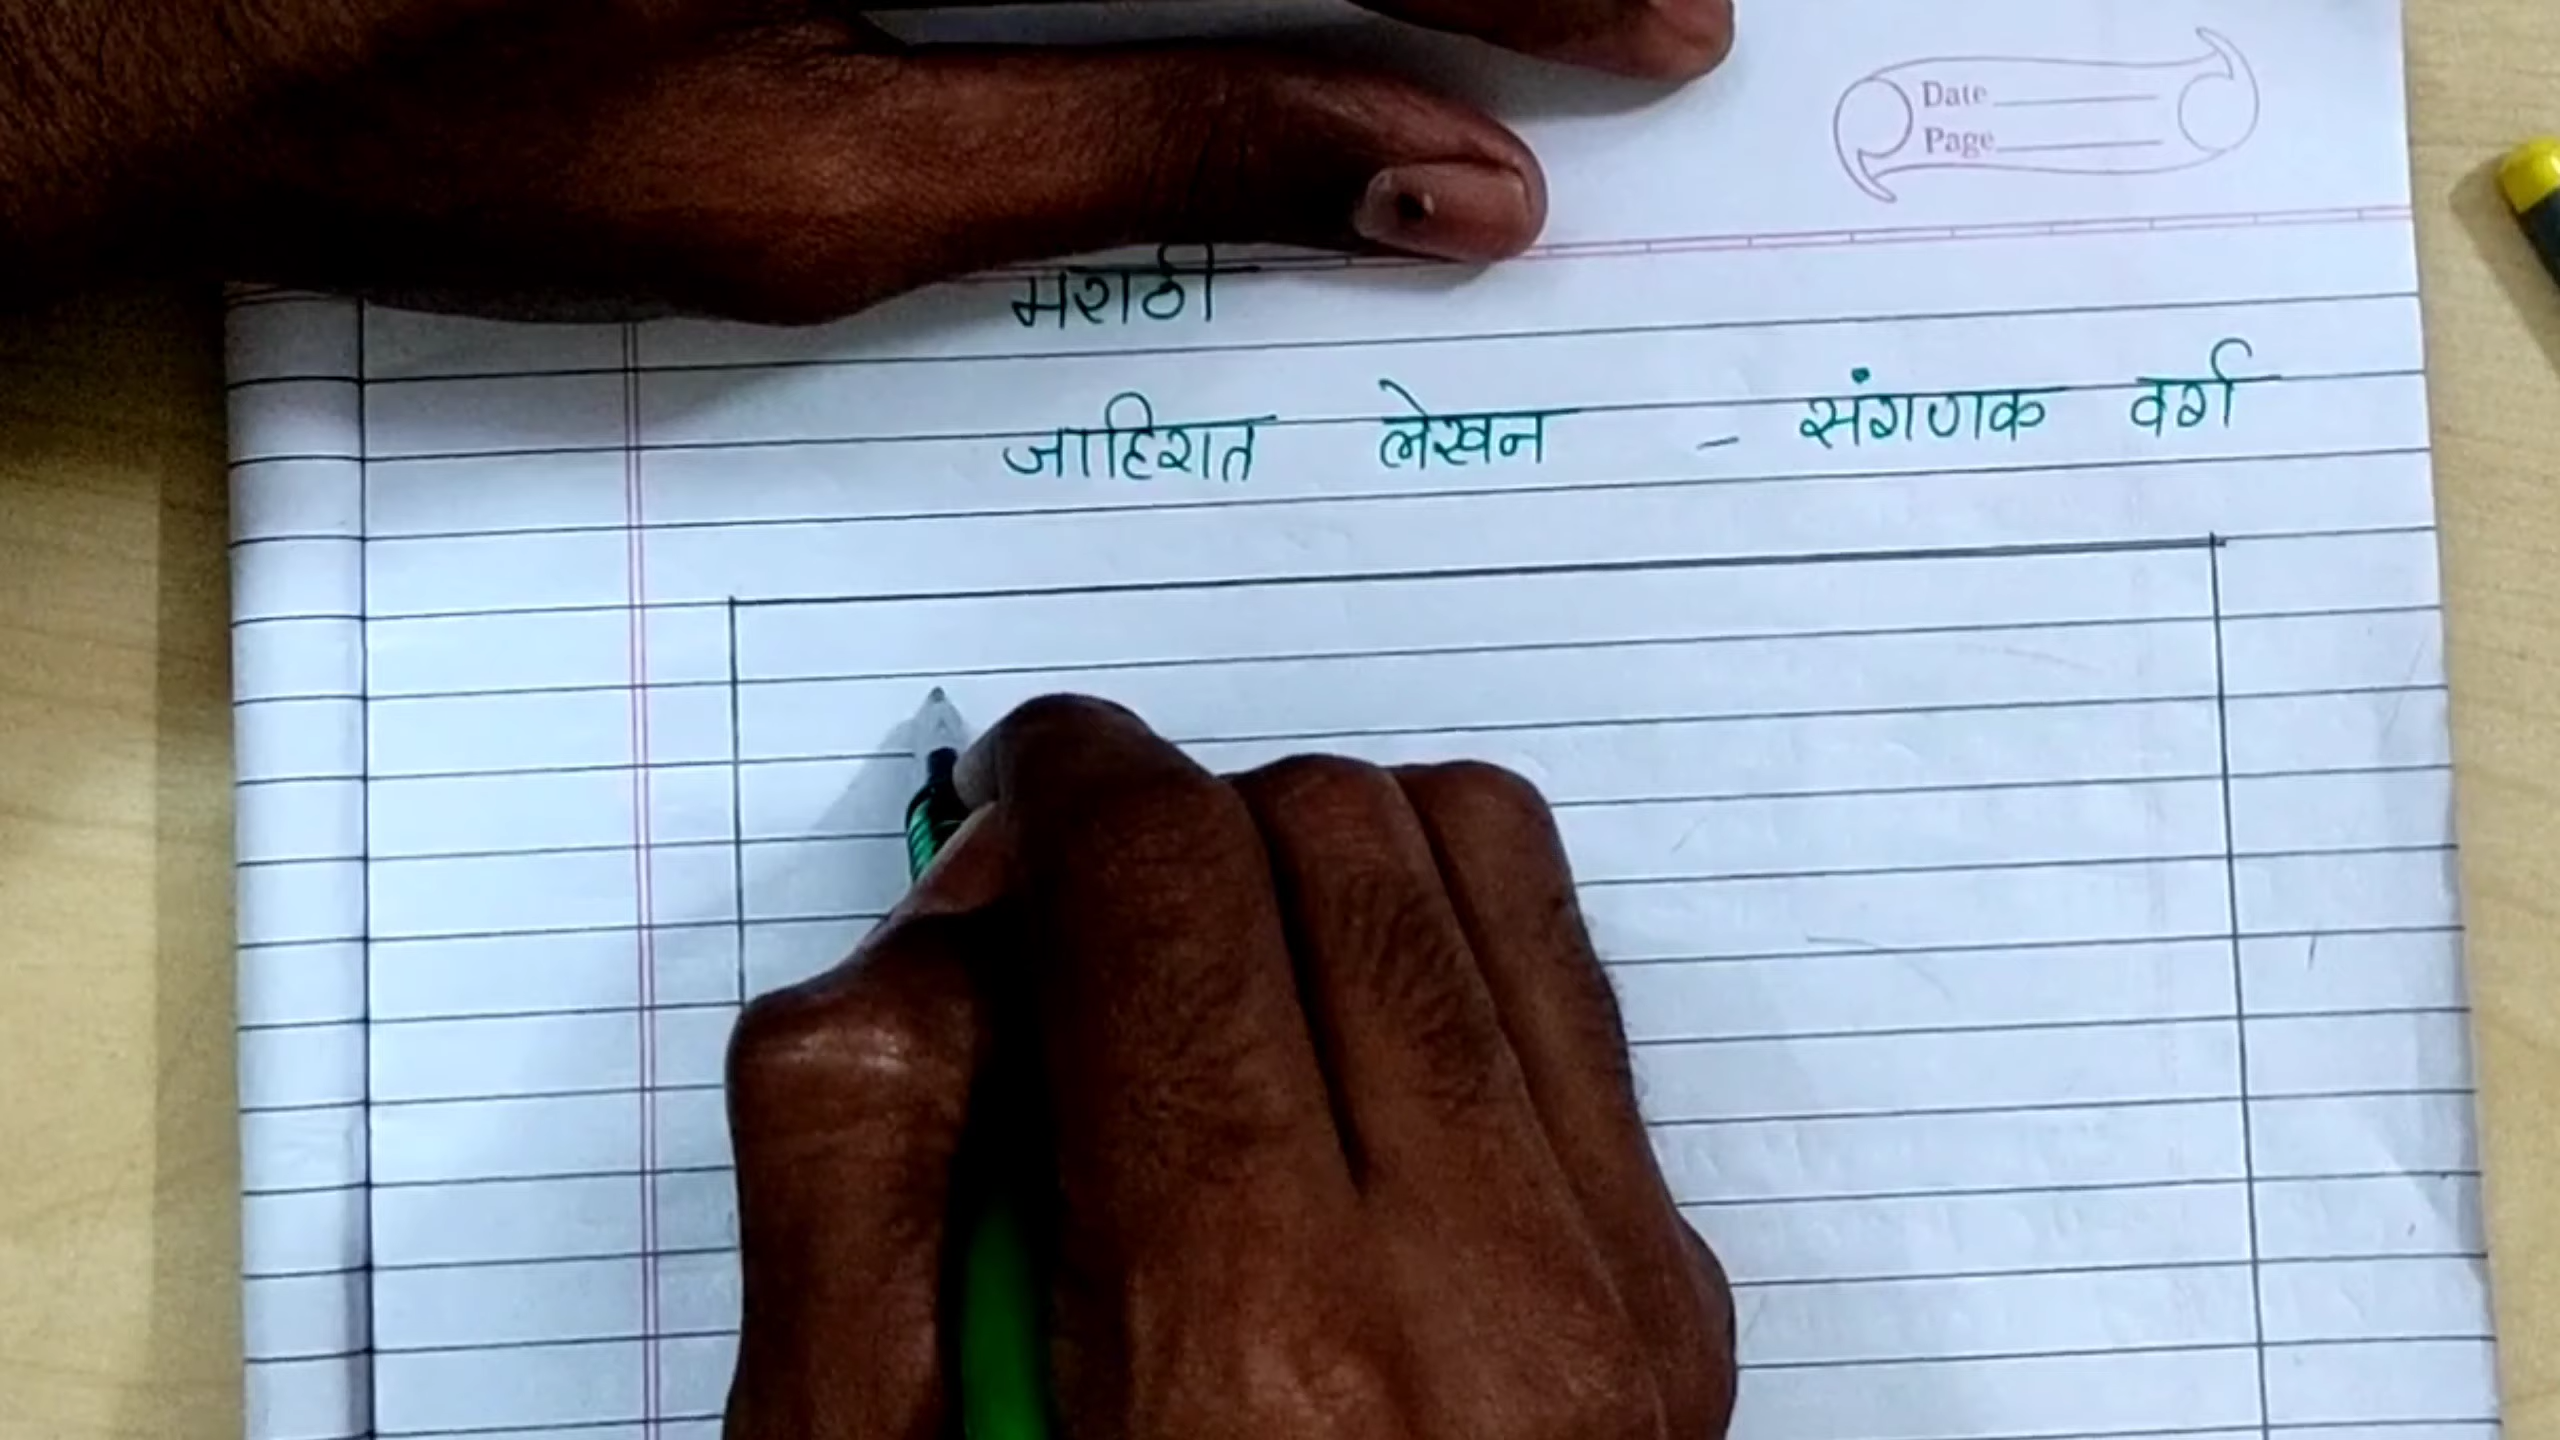 Date
Page
मराठी
जाहिरात लेखन - संगणक वर्ग